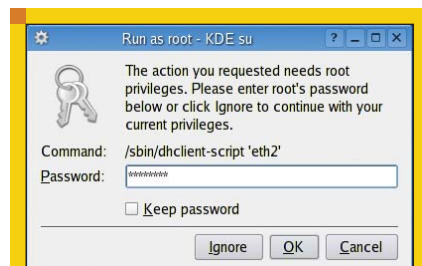 Run as root - KDE su
The action you requested needs root
privileges. Please enter root's password
below or click Ignore to continue with your
current privileges.
Command: /sbin/dhclient-script 'eth2'
Password: ********
Keep password
Ignore OK Cancel